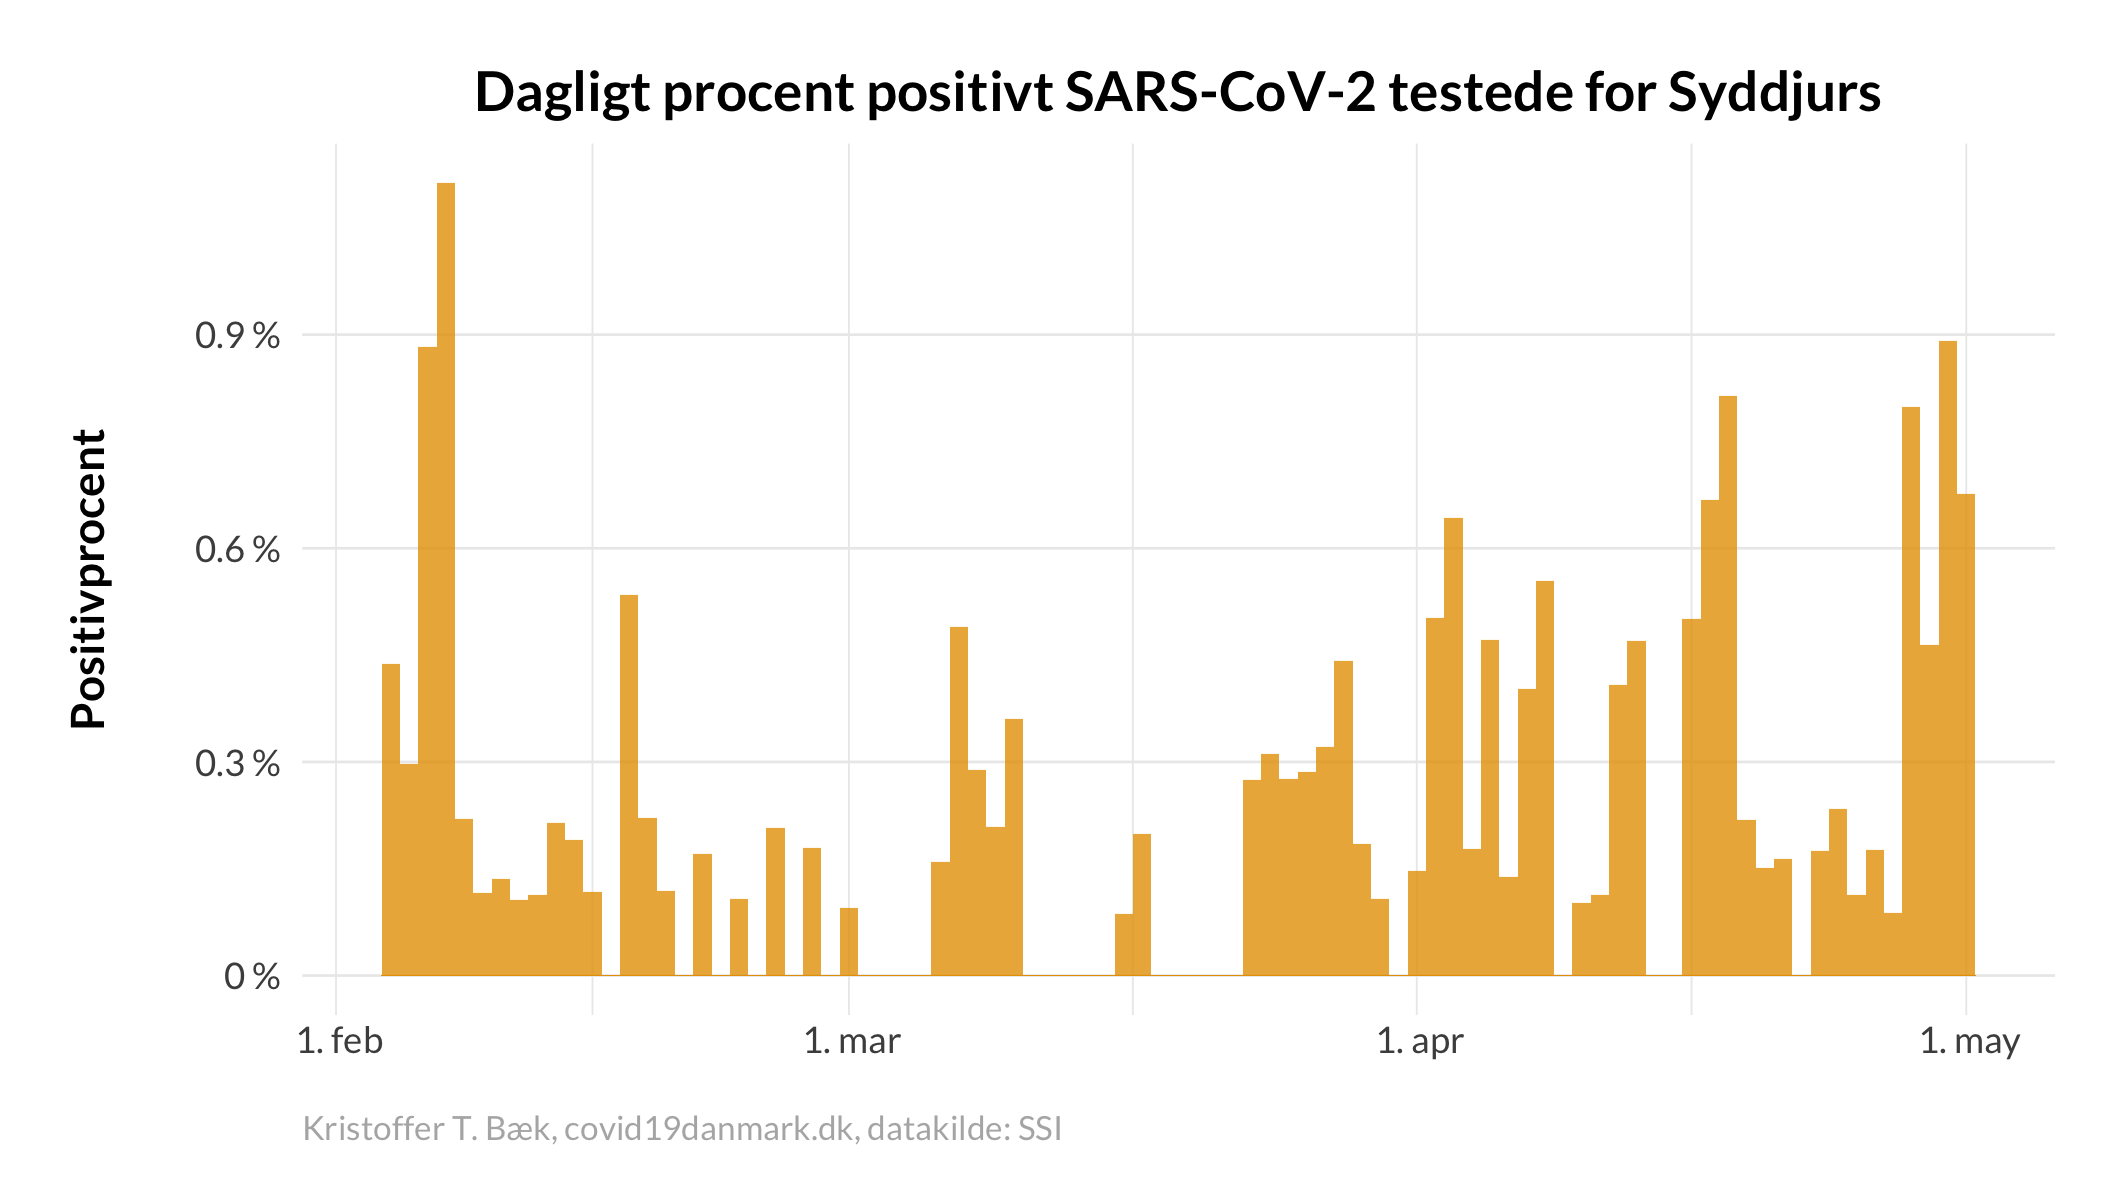 Dagligt procent positivt SARS-CoV-2 testede for Syddjurs
Positivprocent
0.9 %
0.6 %
0.3 %
0 %
1. feb
1. mar
1. apr
1. may
Kristoffer T. Bæk, covid19danmark.dk, datakilde: SSI